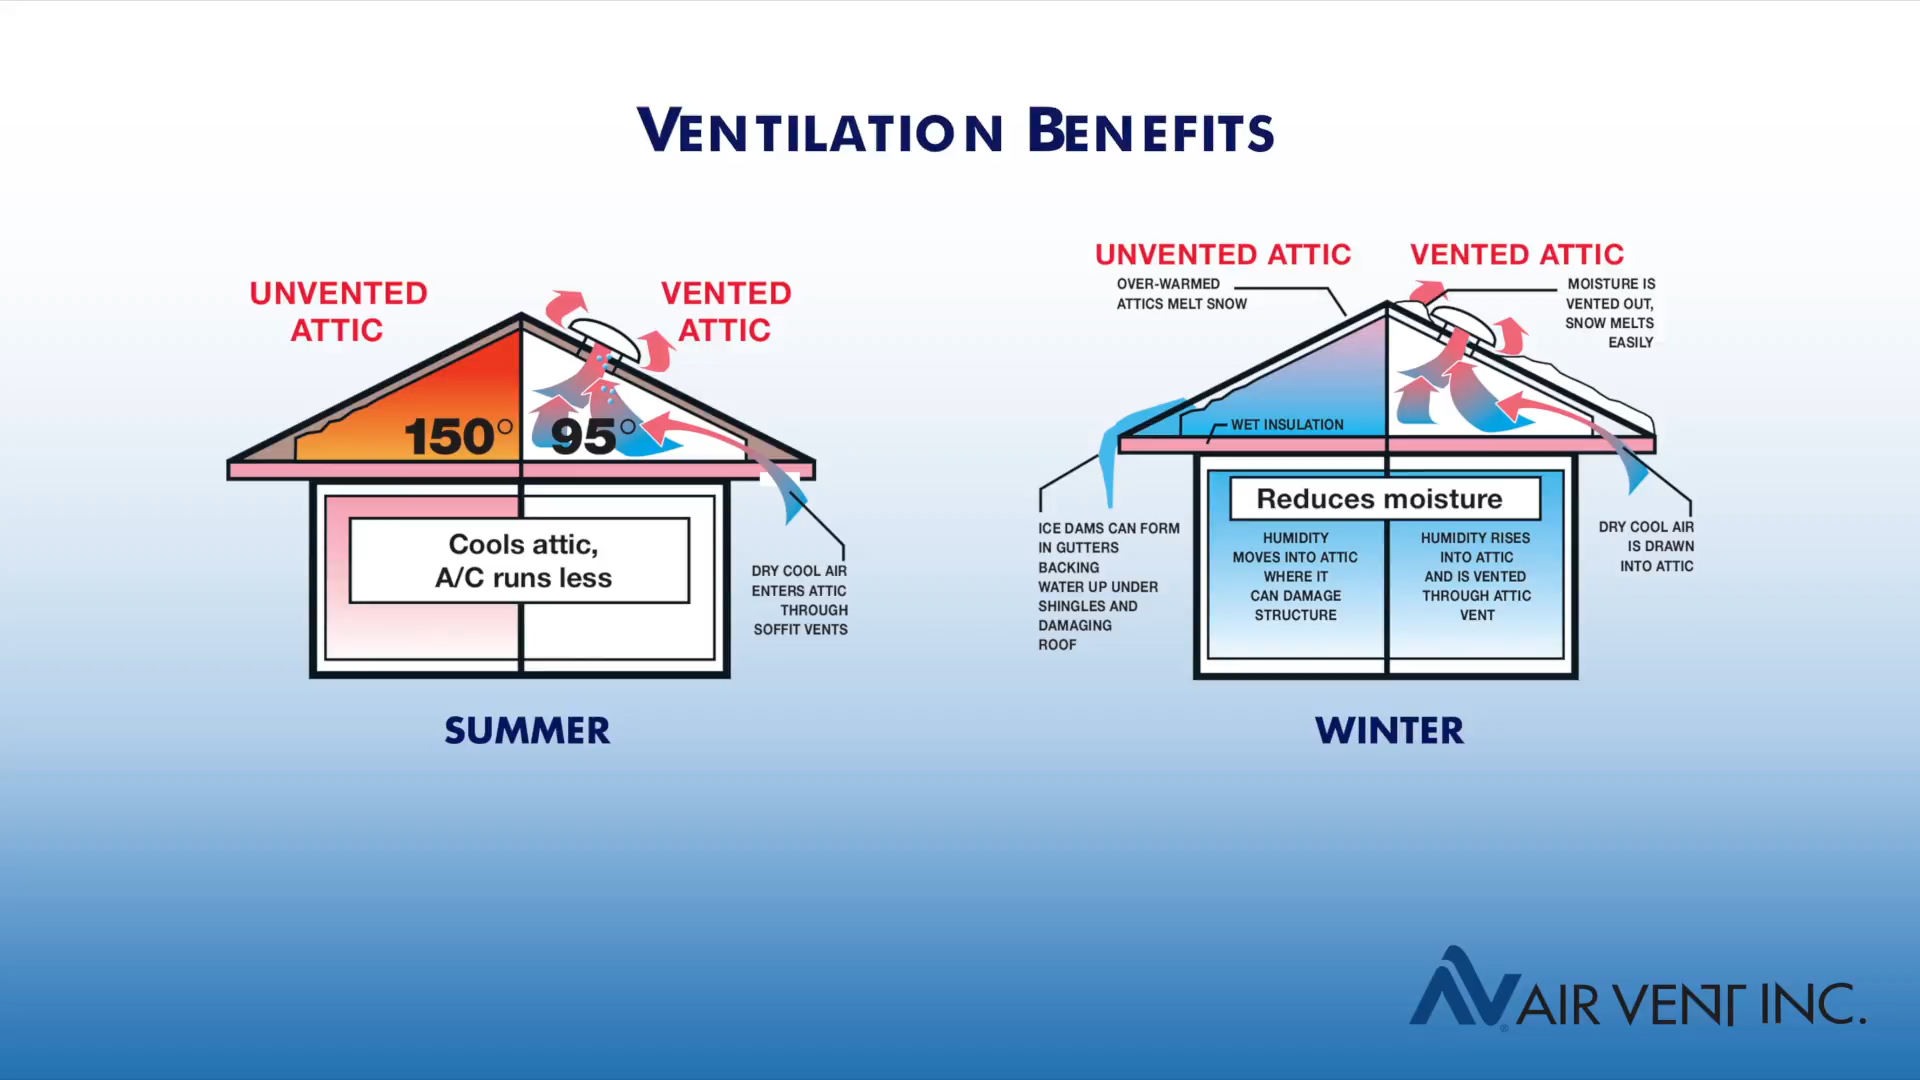 VENTILATION BENEFITS
UNVENTED
ATTIC
VENTED
ATTIC
150°
95°
Cools attic,
A/C runs less
DRY COOL AIR
ENTERS ATTIC
THROUGH
SOFFIT VENTS
SUMMER
UNVENTED ATTIC
OVER-WARMED
ATTICS MELT SNOW
VENTED ATTIC
MOISTURE IS
VENTED OUT,
SNOW MELTS
EASILY
WET INSULATION
ICE DAMS CAN FORM
IN GUTTERS
BACKING
WATER UP UNDER
SHINGLES AND
DAMAGING
ROOF
Reduces moisture
HUMIDITY
MOVES INTO ATTIC
WHERE IT
CAN DAMAGE
STRUCTURE
HUMIDITY RISES
INTO ATTIC
AND IS VENTED
THROUGH ATTIC
VENT
DRY COOL AIR
IS DRAWN
INTO ATTIC
WINTER
AIR VENT INC.